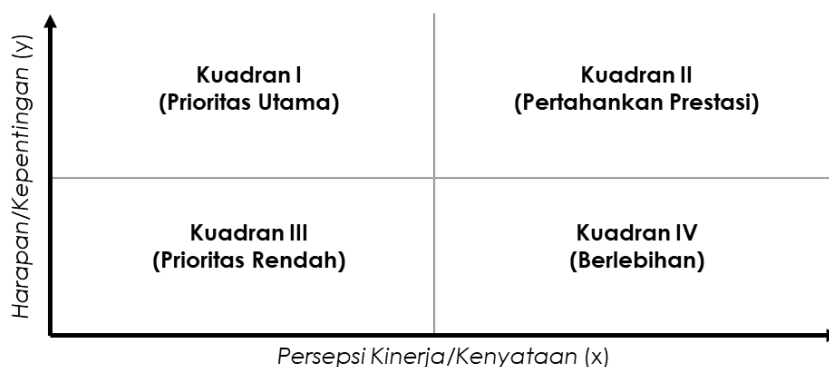 Harapan/Kepentingan (y)
Kuadran I
(Prioritas Utama)
Kuadran II
(Pertahankan Prestasi)
Kuadran III
(Prioritas Rendah)
Kuadran IV
(Berlebihan)
Persepsi Kinerja/Kenyataan (x)